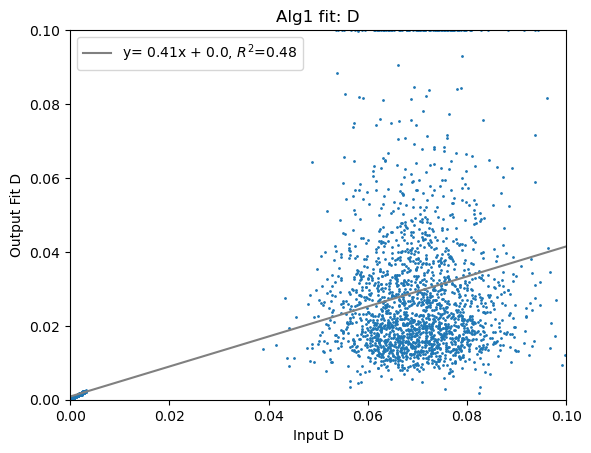 Alg1 fit: D
y= 0.41x + 0.0, R²=0.48
Output Fit D
0.10
0.08
0.06
0.04
0.02
0.00
0.00 0.02 0.04 0.06 0.08 0.10
Input D